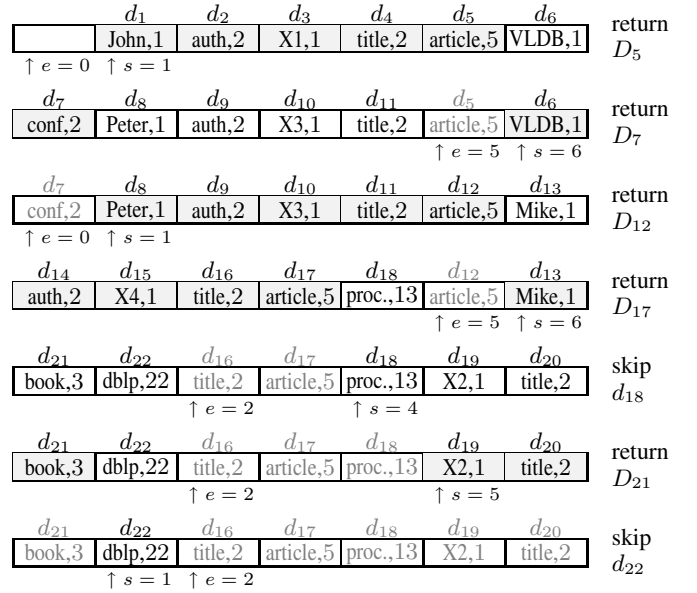 d1 d2 d3 d4 d5 d6 return
John,1 auth,2 X1,1 title,2 article,5 VLDB,1 D5
↑ e = 0 ↑ s = 1
d7 d8 d9 d10 d11 d5 d6 return
conf,2 Peter,1 auth,2 X3,1 title,2 article,5 VLDB,1 D7
↑ e = 5 ↑ s = 6
d7 d8 d9 d10 d11 d12 d13 return
conf,2 Peter,1 auth,2 X3,1 title,2 article,5 Mike,1 D12
↑ e = 0 ↑ s = 1
d14 d15 d16 d17 d18 d12 d13 return
auth,2 X4,1 title,2 article,5 proc.,13 article,5 Mike,1 D17
↑ e = 5 ↑ s = 6
d21 d22 d16 d17 d18 d19 d20 skip
book,3 dblp,22 title,2 article,5 proc.,13 X2,1 title,2 d18
↑ e = 2 ↑ s = 4
d21 d22 d16 d17 d18 d19 d20 return
book,3 dblp,22 title,2 article,5 proc.,13 X2,1 title,2 D21
↑ e = 2 ↑ s = 5
d21 d22 d16 d17 d18 d19 d20 skip
book,3 dblp,22 title,2 article,5 proc.,13 X2,1 title,2 d22
↑ s = 1 ↑ e = 2